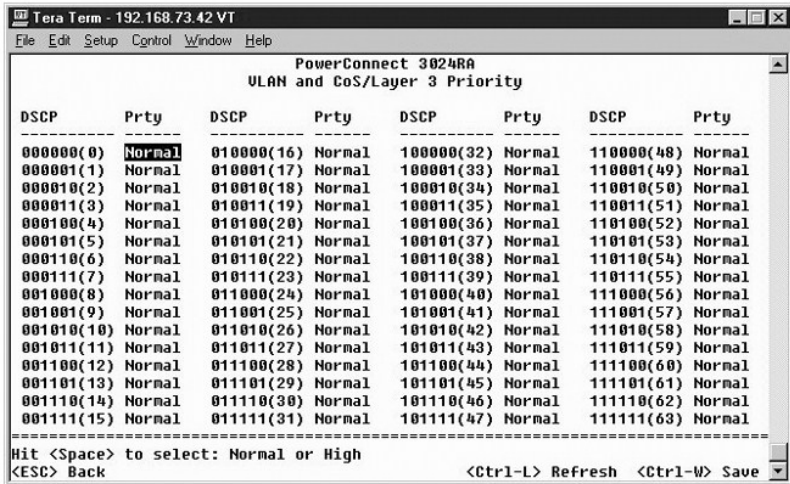 Tera Term - 192.168.73.42 VT
File Edit Setup Control Window Help
PowerConnect 3024RA
VLAN and CoS/Layer 3 Priority
DSCP Prty DSCP Prty DSCP Prty DSCP Prty
----------- ------ ----------- ------ ----------- ------ ----------- ------
000000(0) Normal 010000(16) Normal 100000(32) Normal 110000(48) Normal
000001(1) Normal 010001(17) Normal 100001(33) Normal 110001(49) Normal
000010(2) Normal 010010(18) Normal 100010(34) Normal 110010(50) Normal
000011(3) Normal 010011(19) Normal 100011(35) Normal 110011(51) Normal
000100(4) Normal 010100(20) Normal 100100(36) Normal 110100(52) Normal
000101(5) Normal 010101(21) Normal 100101(37) Normal 110101(53) Normal
000110(6) Normal 010110(22) Normal 100110(38) Normal 110110(54) Normal
000111(7) Normal 010111(23) Normal 100111(39) Normal 110111(55) Normal
001000(8) Normal 011000(24) Normal 101000(40) Normal 111000(56) Normal
001001(9) Normal 011001(25) Normal 101001(41) Normal 111001(57) Normal
001010(10) Normal 011010(26) Normal 101010(42) Normal 111010(58) Normal
001011(11) Normal 011011(27) Normal 101011(43) Normal 111011(59) Normal
001100(12) Normal 011100(28) Normal 101100(44) Normal 111100(60) Normal
001101(13) Normal 011101(29) Normal 101101(45) Normal 111101(61) Normal
001110(14) Normal 011110(30) Normal 101110(46) Normal 111110(62) Normal
001111(15) Normal 011111(31) Normal 101111(47) Normal 111111(63) Normal
===============================================================================
Hit <Space> to select: Normal or High
<ESC> Back <Ctrl-L> Refresh <Ctrl-W> Save